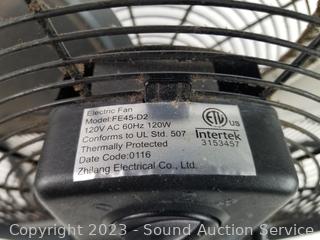 Electric Fan
Model:FE45-D2
120V AC 60Hz 120W
Conforms to UL Std. 507
Thermally Protected
Date Code:0116
Zhilang Electrical Co., Ltd.
ETL
US
Intertek
3153457
Copyright © 2023 - Sound Auction Service